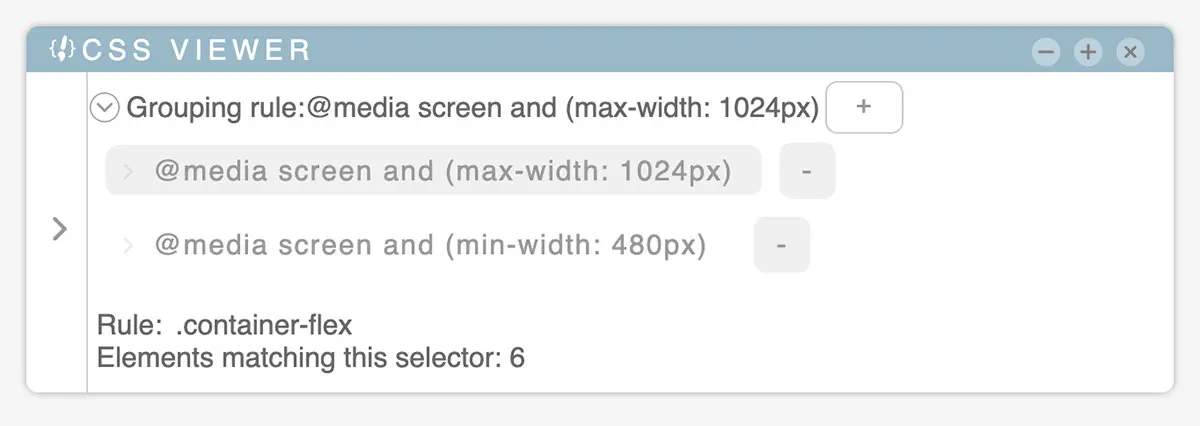 CSS VIEWER
Grouping rule:@media screen and (max-width: 1024px) +
@media screen and (max-width: 1024px) -
@media screen and (min-width: 480px) -
Rule: .container-flex
Elements matching this selector: 6